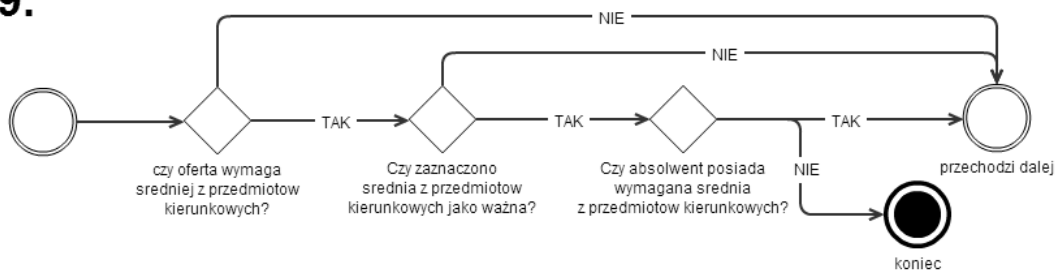 9.
NIE
NIE
TAK
TAK
TAK
czy oferta wymaga
sredniej z przedmiotow
kierunkowych?
Czy zaznaczono
srednia z przedmiotow
kierunkowych jako ważna?
Czy absolwent posiada
wymagana srednia
z przedmiotow kierunkowych?
NIE
przechodzi dalej
koniec